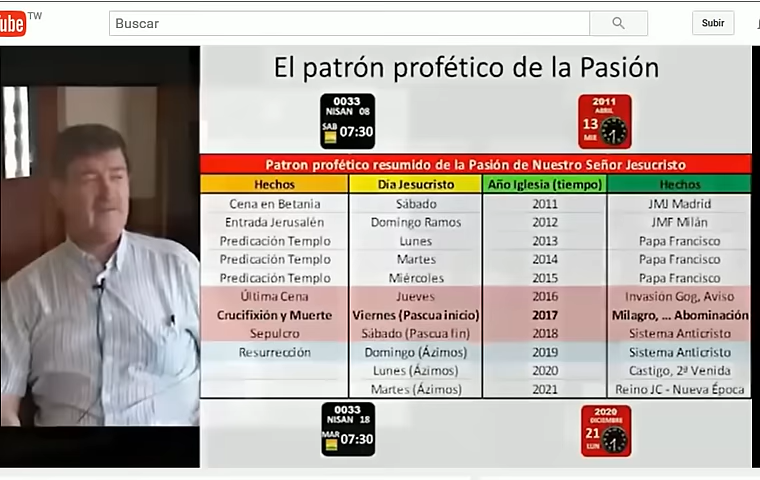 ube TW
Buscar
Subir
El patrón profético de la Pasión
0033
NISAN 08
SAB 07:30
2011
ABRIL
13
MIE
Patron profético resumido de la Pasión de Nuestro Señor Jesucristo
Hechos Día Jesucristo Año Iglesia (tiempo) Hechos
Cena en Betania Sábado 2011 JMJ Madrid
Entrada Jerusalén Domingo Ramos 2012 JMF Milán
Predicación Templo Lunes 2013 Papa Francisco
Predicación Templo Martes 2014 Papa Francisco
Predicación Templo Miércoles 2015 Papa Francisco
Última Cena Jueves 2016 Invasión Gog, Aviso
Crucifixión y Muerte Viernes (Pascua inicio) 2017 Milagro, ... Abominación
Sepulcro Sábado (Pascua fin) 2018 Sistema Anticristo
Resurrección Domingo (Ázimos) 2019 Sistema Anticristo
Lunes (Ázimos) 2020 Castigo, 2ª Venida
Martes (Ázimos) 2021 Reino JC - Nueva Época
0033
NISAN 18
MAR 07:30
2020
DICIEMBRE
21
LUN